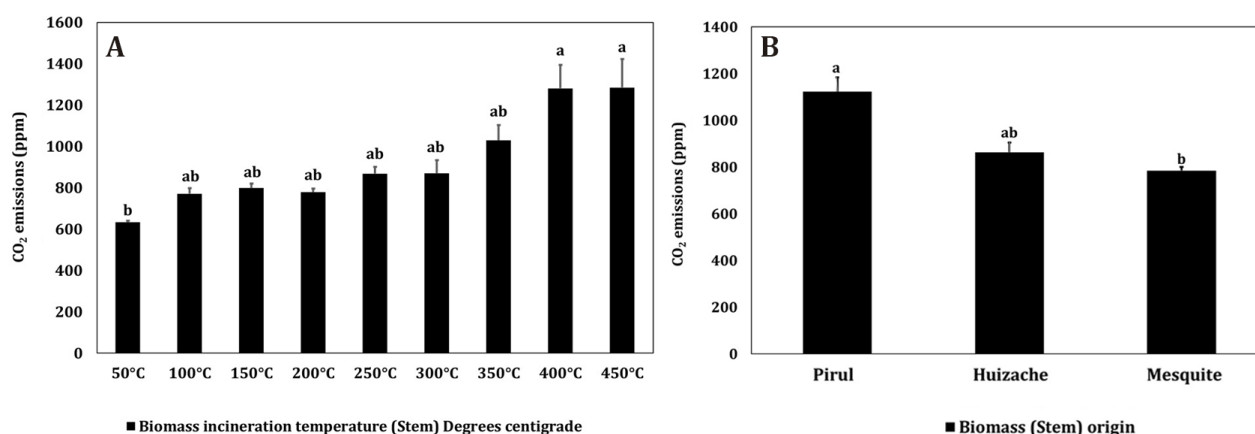 A
CO2 emissions (ppm)
1600
1400
1200
1000
800
600
400
200
0
b
ab
ab
ab
ab
ab
ab
a
a
50°C 100°C 150°C 200°C 250°C 300°C 350°C 400°C 450°C
■ Biomass incineration temperature (Stem) Degrees centigrade
B
CO2 emissions (ppm)
1400
1200
1000
800
600
400
200
0
a
ab
b
Pirul Huizache Mesquite
■ Biomass (Stem) origin